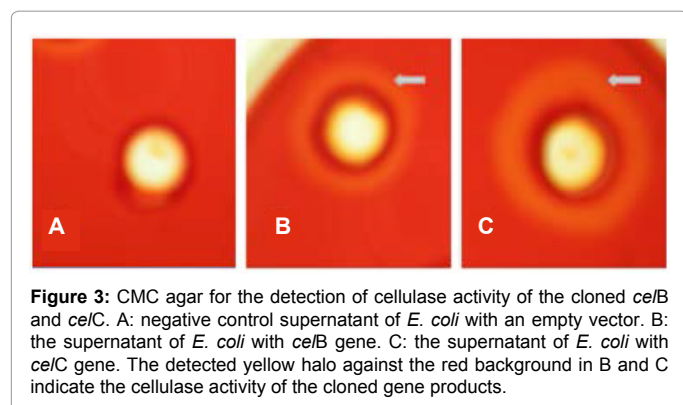 A
B
C
Figure 3: CMC agar for the detection of cellulase activity of the cloned celB
and celC. A: negative control supernatant of E. coli with an empty vector. B:
the supernatant of E. coli with celB gene. C: the supernatant of E. coli with
celC gene. The detected yellow halo against the red background in B and C
indicate the cellulase activity of the cloned gene products.